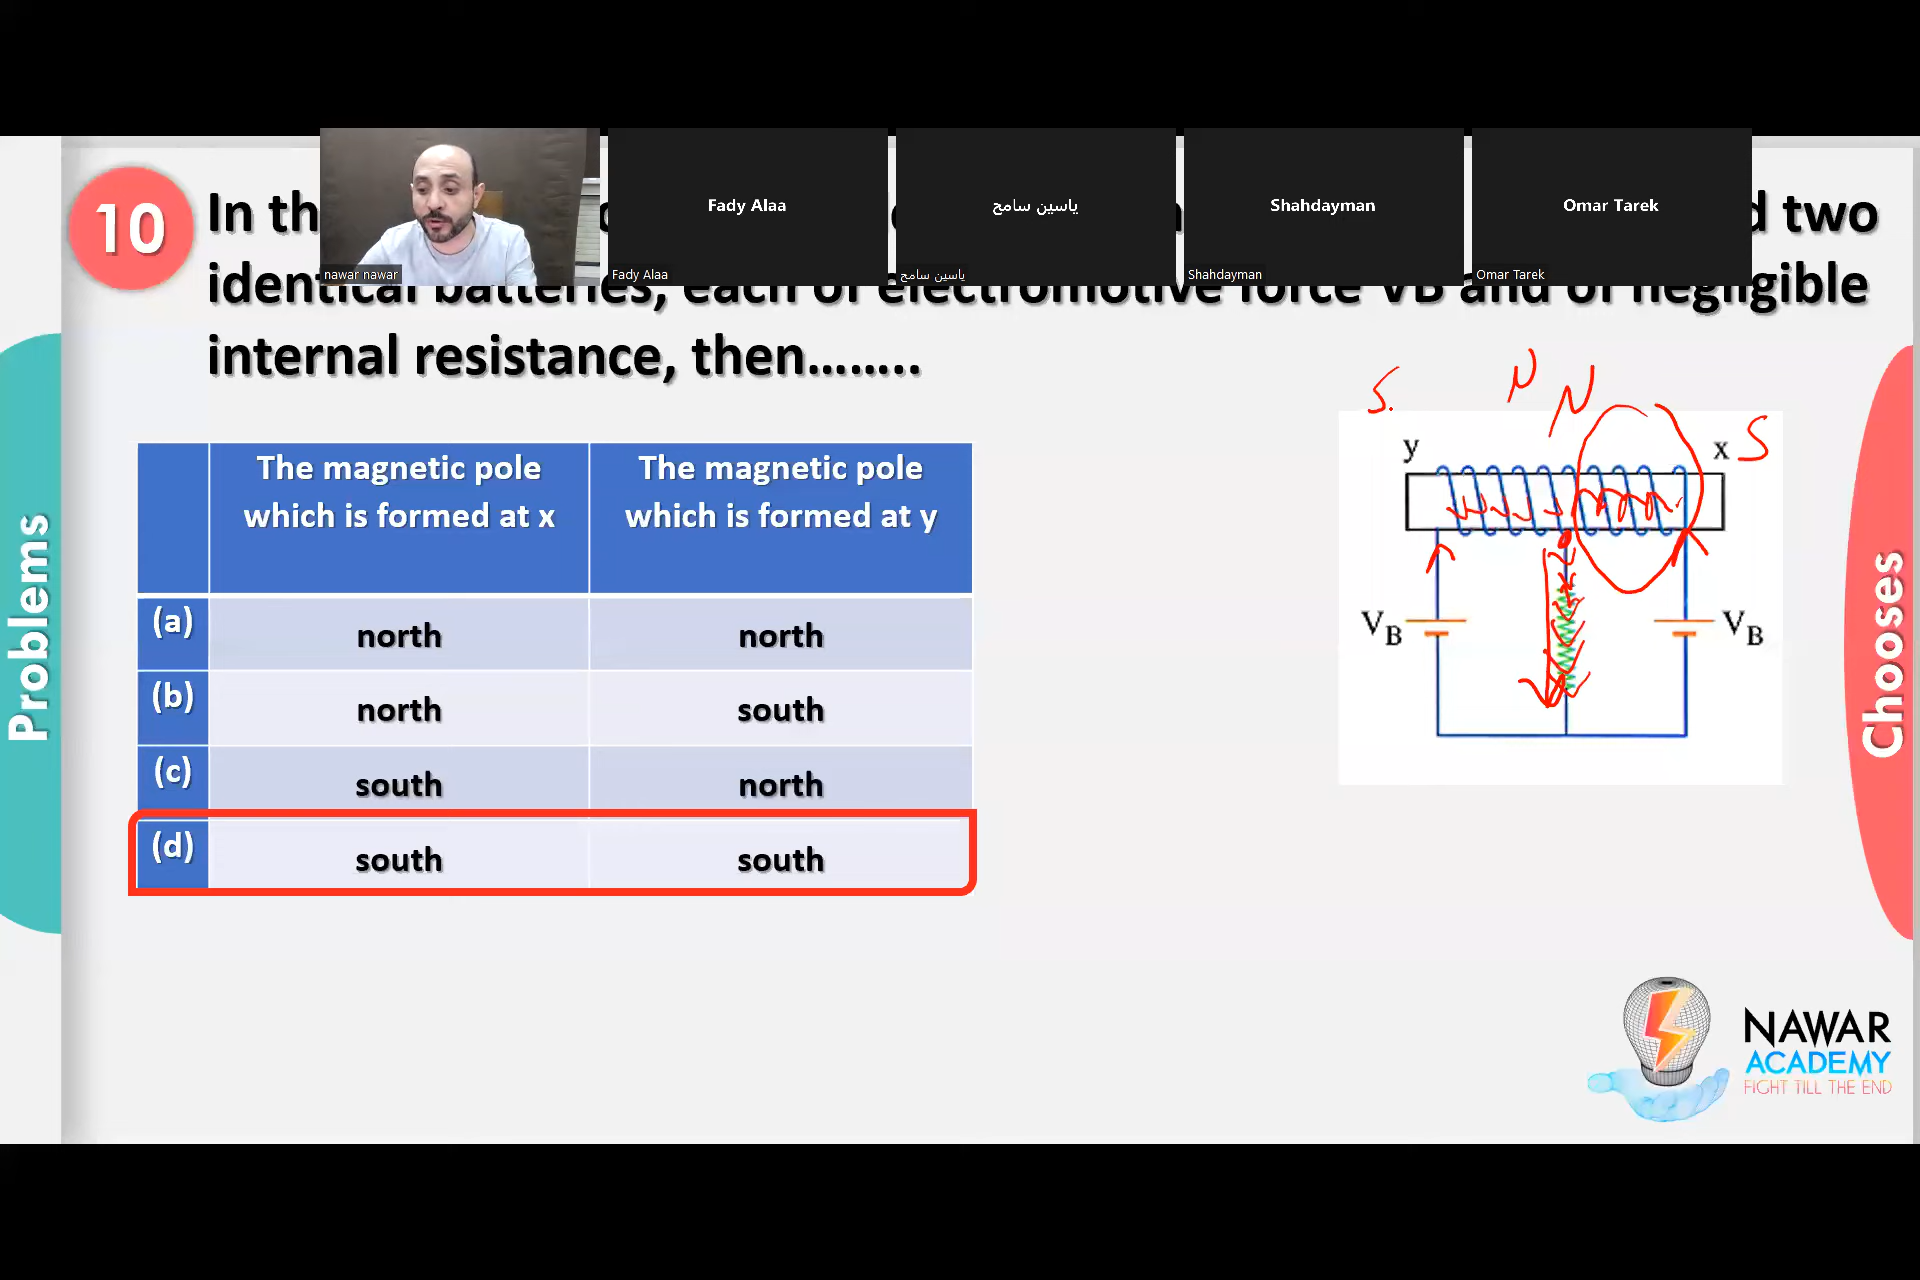 10
In th
d two
identical batteries, each of electromotive force VB and of negligible
internal resistance, then........
nawar nawar
Fady Alaa
Fady Alaa
ياسين سامح
ياسين سامح
Shahdayman
Shahdayman
Omar Tarek
Omar Tarek
Problems
Chooses
The magnetic pole which is formed at x
The magnetic pole which is formed at y
(a) north north
(b) north south
(c) south north
(d) south south
S. N N
y x S
VB VB
NAWAR
ACADEMY
FIGHT TILL THE END